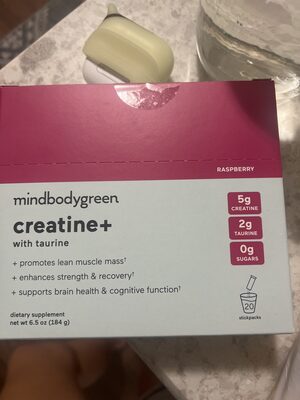 RASPBERRY
mindbodygreen
creatine+
with taurine
+ promotes lean muscle mass†
+ enhances strength & recovery†
+ supports brain health & cognitive function†
5g
CREATINE
2g
TAURINE
0g
SUGARS
20
stickpacks
dietary supplement
net wt 6.5 oz (184 g)